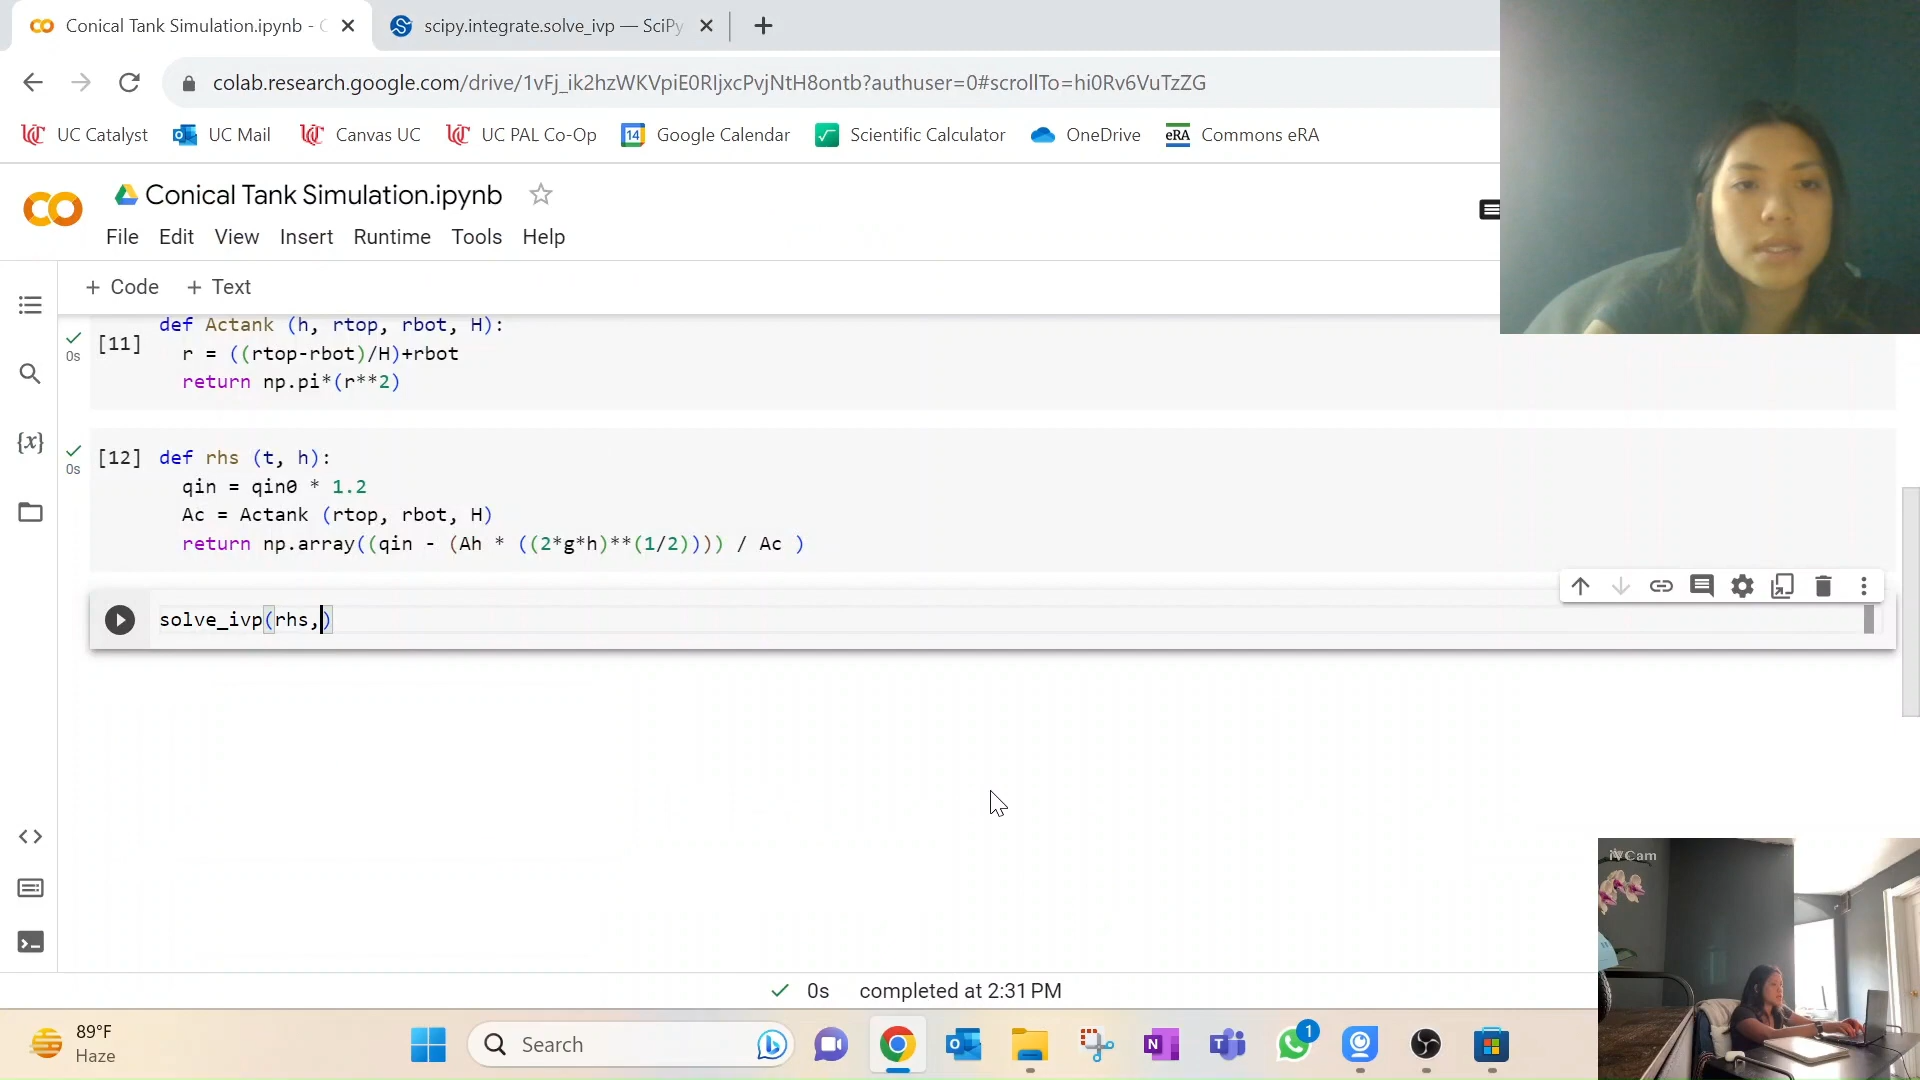 Conical Tank Simulation.ipynb - C
scipy.integrate.solve_ivp — SciPy
colab.research.google.com/drive/1vFj_ik2hzWKVpiE0RIjxcPvjNtH8ontb?authuser=0#scrollTo=hi0Rv6VuTzZG
UC Catalyst UC Mail Canvas UC UC PAL Co-Op 14 Google Calendar Scientific Calculator OneDrive eRA Commons eRA
Conical Tank Simulation.ipynb
File Edit View Insert Runtime Tools Help
+ Code + Text
def Actank (h, rtop, rbot, H):
0s [11] r = ((rtop-rbot)/H)+rbot
return np.pi*(r**2)
{x}
[12] def rhs (t, h):
0s
qin = qin0 * 1.2
Ac = Actank (rtop, rbot, H)
return np.array((qin - (Ah * ((2*g*h)**(1/2)))) / Ac )
solve_ivp(rhs,)
0s completed at 2:31 PM
iVCam
89°F
Haze
Search
1